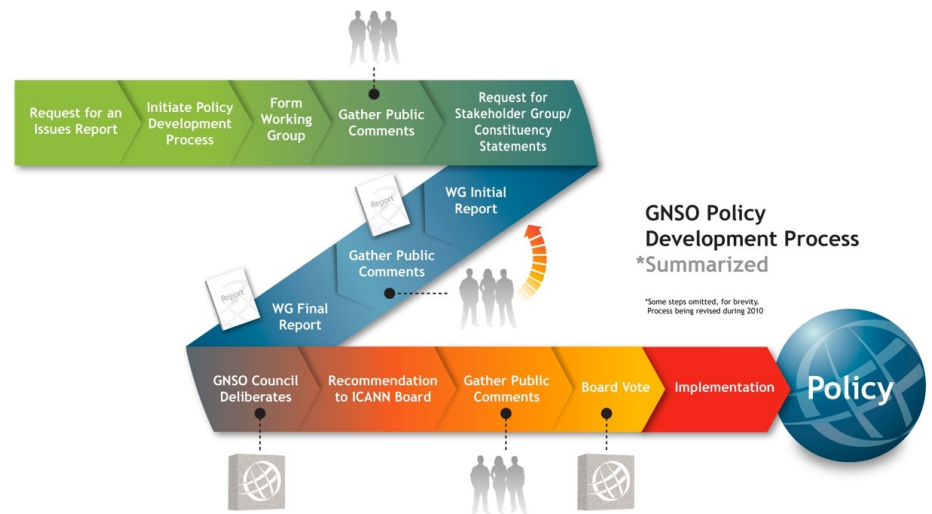 Request for an
Issues Report
Initiate Policy
Development
Process
Form
Working
Group
Gather Public
Comments
Request for
Stakeholder Group/
Constituency
Statements
WG Initial
Report
Report
Gather Public
Comments
Report
WG Final
Report
GNSO Policy
Development Process
*Summarized
*Some steps omitted, for brevity.
Process being revised during 2010
GNSO Council
Deliberates
Recommendation
to ICANN Board
Gather Public
Comments
Board Vote
Implementation
Policy